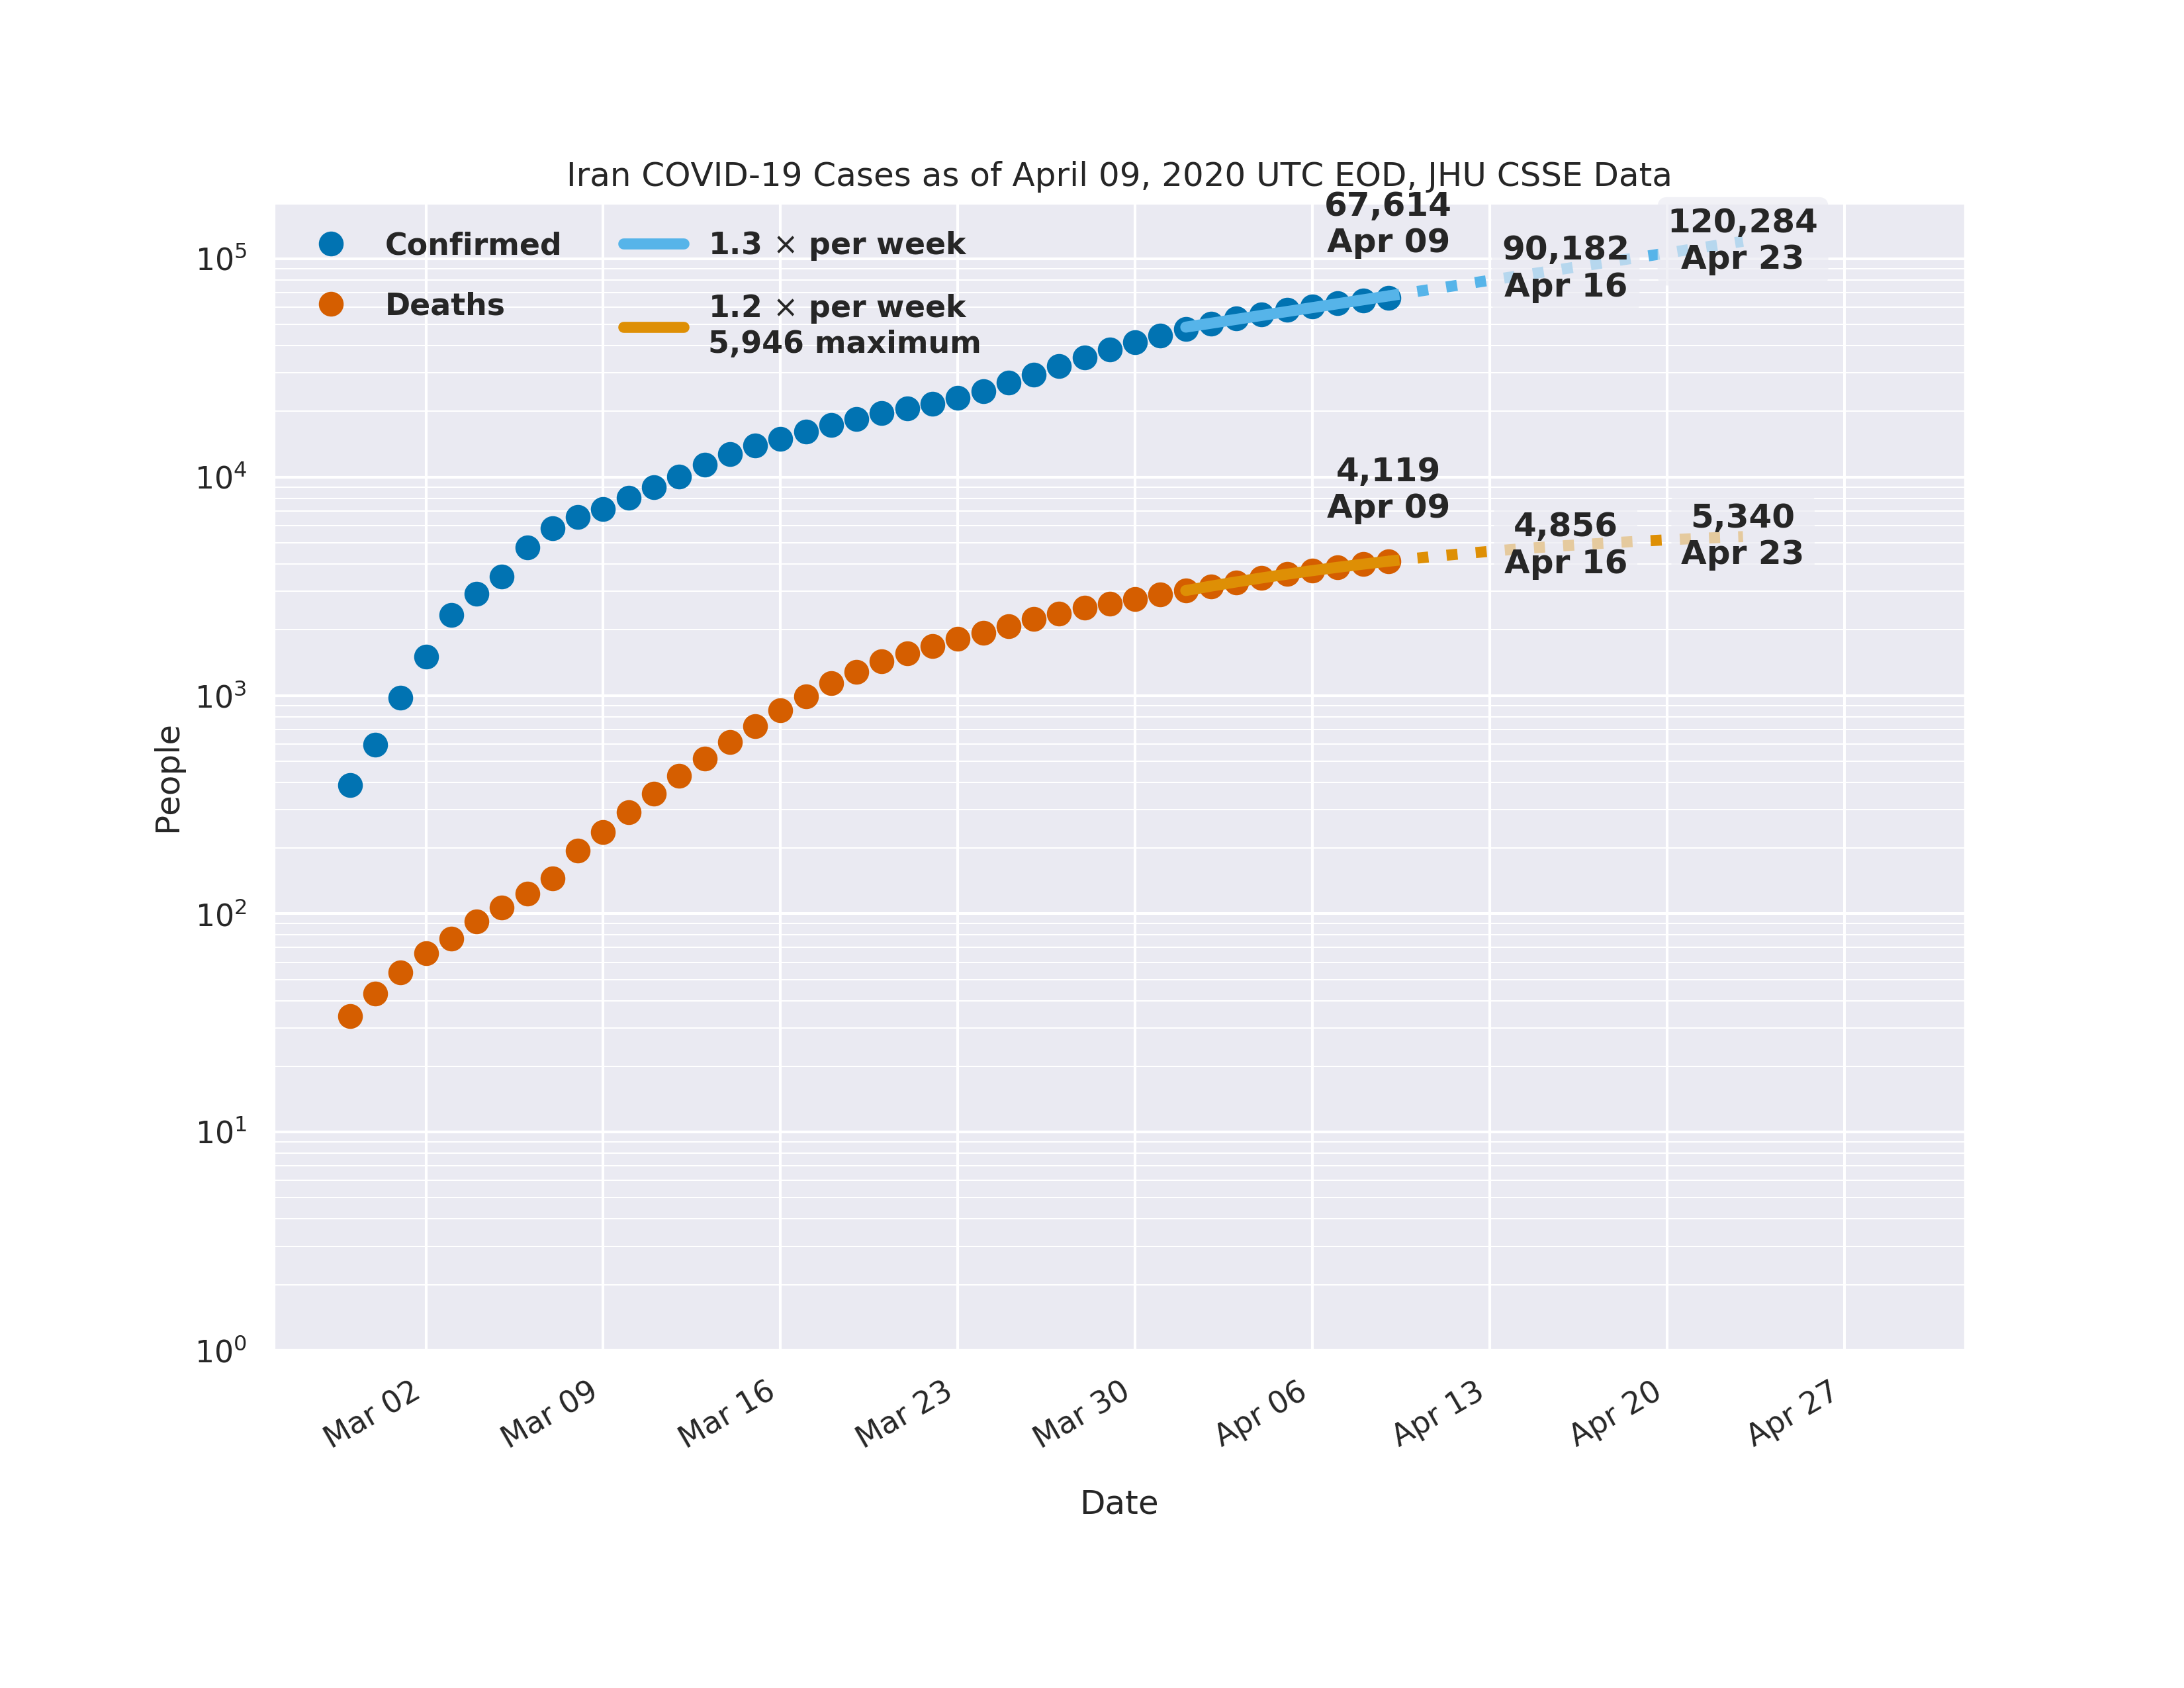 Iran COVID-19 Cases as of April 09, 2020 UTC EOD, JHU CSSE Data
Confirmed
Deaths
1.3 × per week
1.2 × per week
5,946 maximum
67,614
Apr 09
90,182
Apr 16
120,284
Apr 23
4,119
Apr 09
4,856
Apr 16
5,340
Apr 23
People
10⁵
10⁴
10³
10²
10¹
10⁰
Mar 02
Mar 09
Mar 16
Mar 23
Mar 30
Apr 06
Apr 13
Apr 20
Apr 27
Date